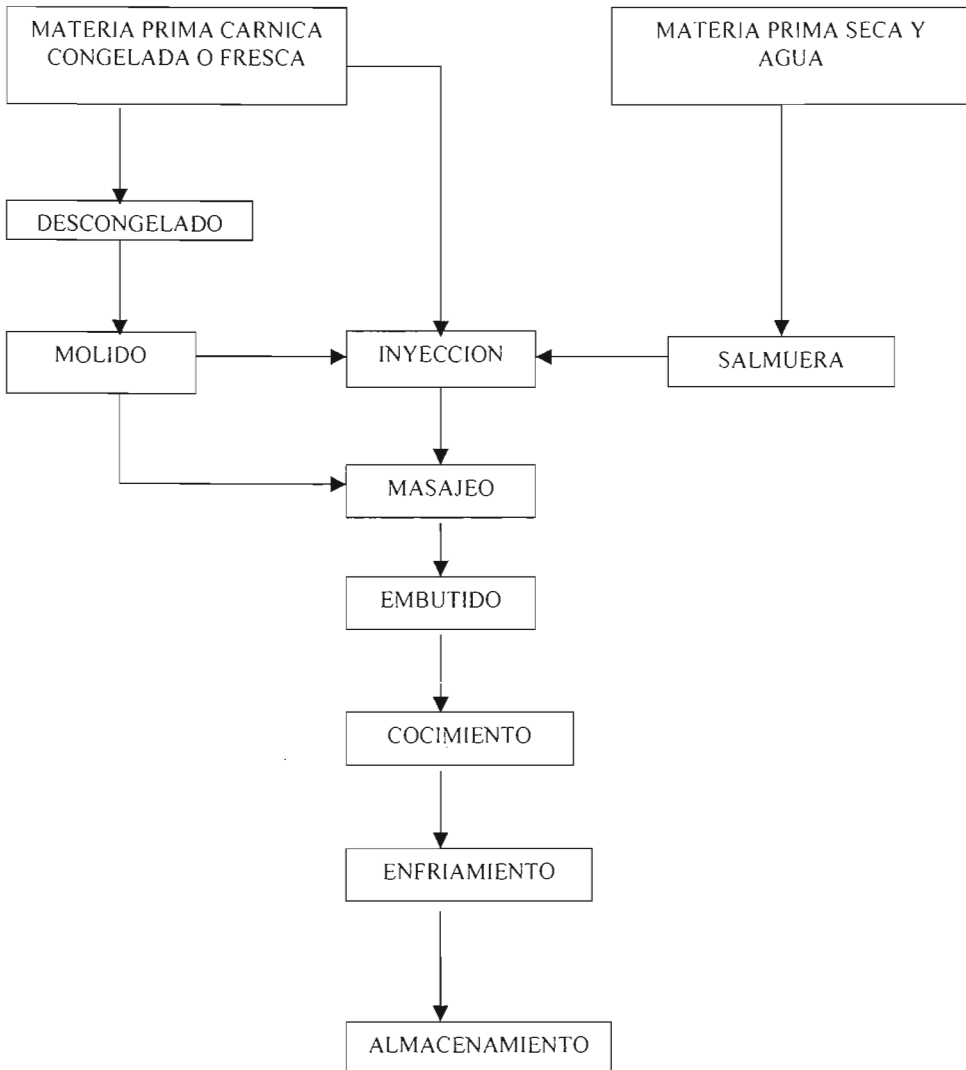 MATERIA PRIMA CARNICA
CONGELADA O FRESCA
MATERIA PRIMA SECA Y
AGUA
DESCONGELADO
MOLIDO
INYECCION
SALMUERA
MASAJEO
EMBUTIDO
COCIMIENTO
ENFRIAMIENTO
ALMACENAMIENTO